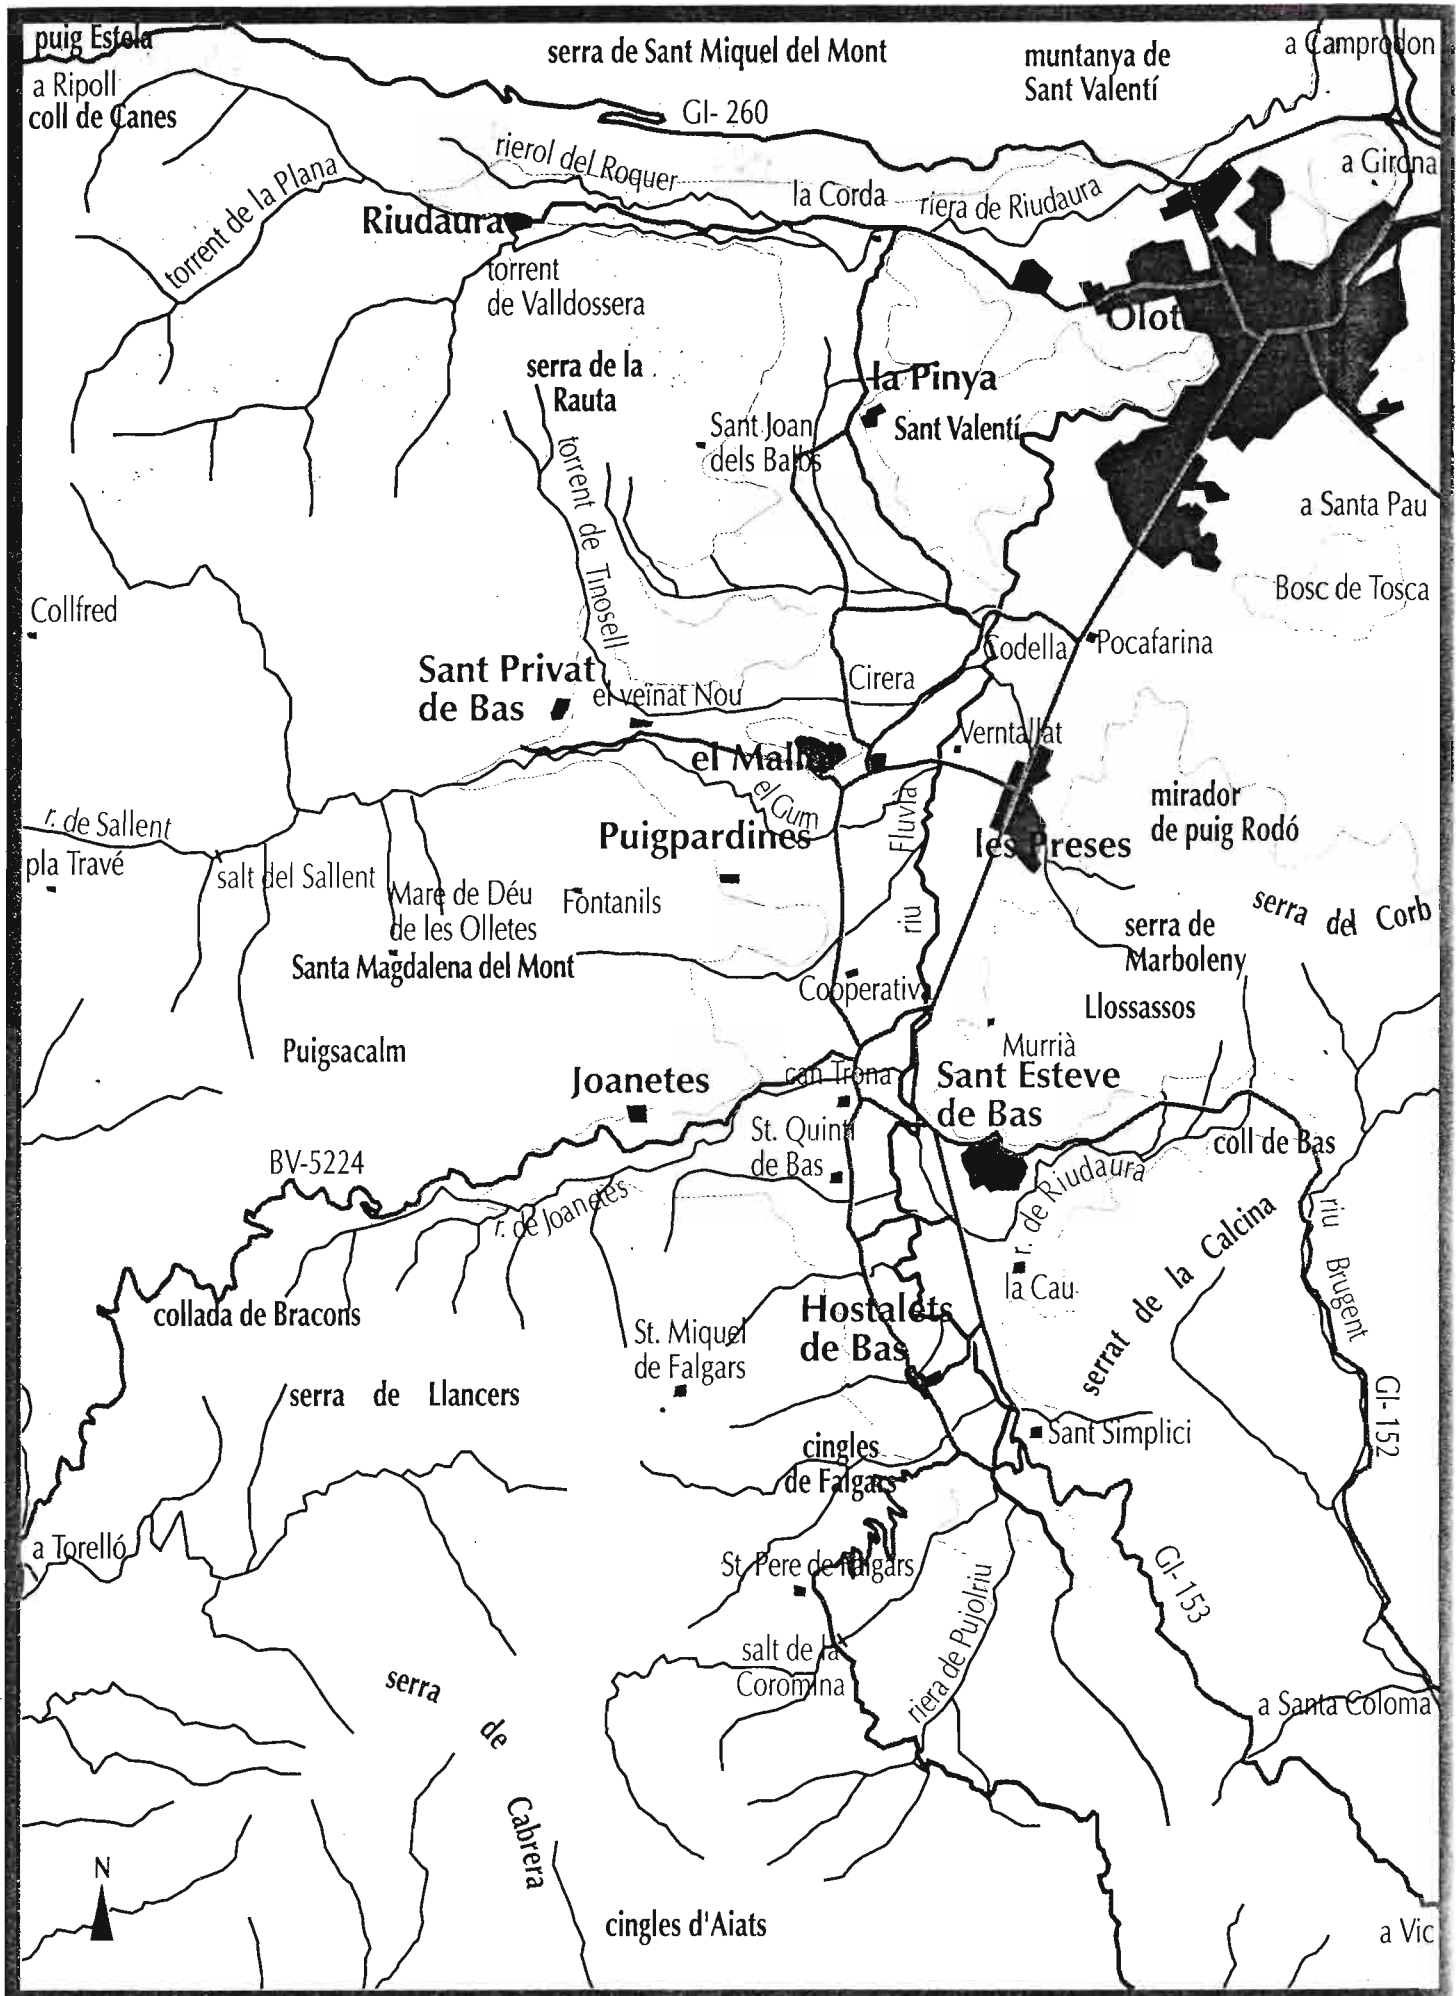 puig Estela
serra de Sant Miquel del Mont
muntanya de
Sant Valentí
a Camprodon
a Ripoll
coll de Canes
GI- 260
a Girona
rierol del Roquer
la Corda
riera de Riudaura
torrent de la Plana
Riudaura
torrent
de Valldossera
Olot
serra de la
Rauta
la Pinya
Sant Joan
dels Balbs
Sant Valentí
torrent de Tinosell
a Santa Pau
Bosc de Tosca
Collfred
Codella
Pocafarina
Sant Privat
de Bas
el veïnat Nou
Cirera
Verntallat
el Mallol
el Gum
Fluvià
riu
mirador
de puig Rodó
r. de Sallent
Puigpardines
les Preses
pla Travé
salt del Sallent
Mare de Déu
de les Olletes
Fontanils
serra del Corb
serra de
Marboleny
Santa Magdalena del Mont
Cooperativa
Llossassos
Puigsacalm
Murrià
Joanetes
can Trona
Sant Esteve
de Bas
St. Quintí
de Bas
coll de Bas
BV-5224
r. de Joanetes
r. de Riudaura
riu Brugent
la Cau
serrat de la Calcina
collada de Bracons
Hostalets
de Bas
St. Miquel
de Falgars
serra de Llancers
GI- 152
Sant Simplici
cingles
de Falgars
a Torelló
St. Pere de Falgars
GI- 153
riera de Pujolriu
salt de la
Coromina
serra de Cabrera
a Santa Coloma
N
cingles d'Aiats
a Vic